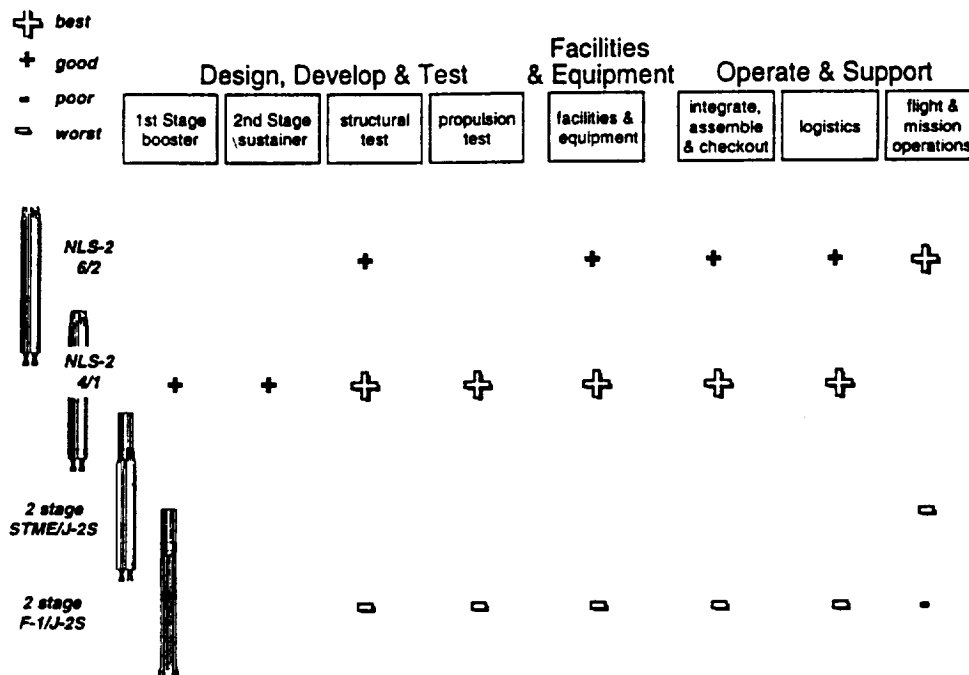 best
good
poor
worst
Design, Develop & Test
Facilities
& Equipment
Operate & Support
1st Stage
booster
2nd Stage
\sustainer
structural
test
propulsion
test
facilities &
equipment
integrate,
assemble
& checkout
logistics
flight &
mission
operations
NLS-2
6/2
NLS-2
4/1
2 stage
STME/J-2S
2 stage
F-1/J-2S